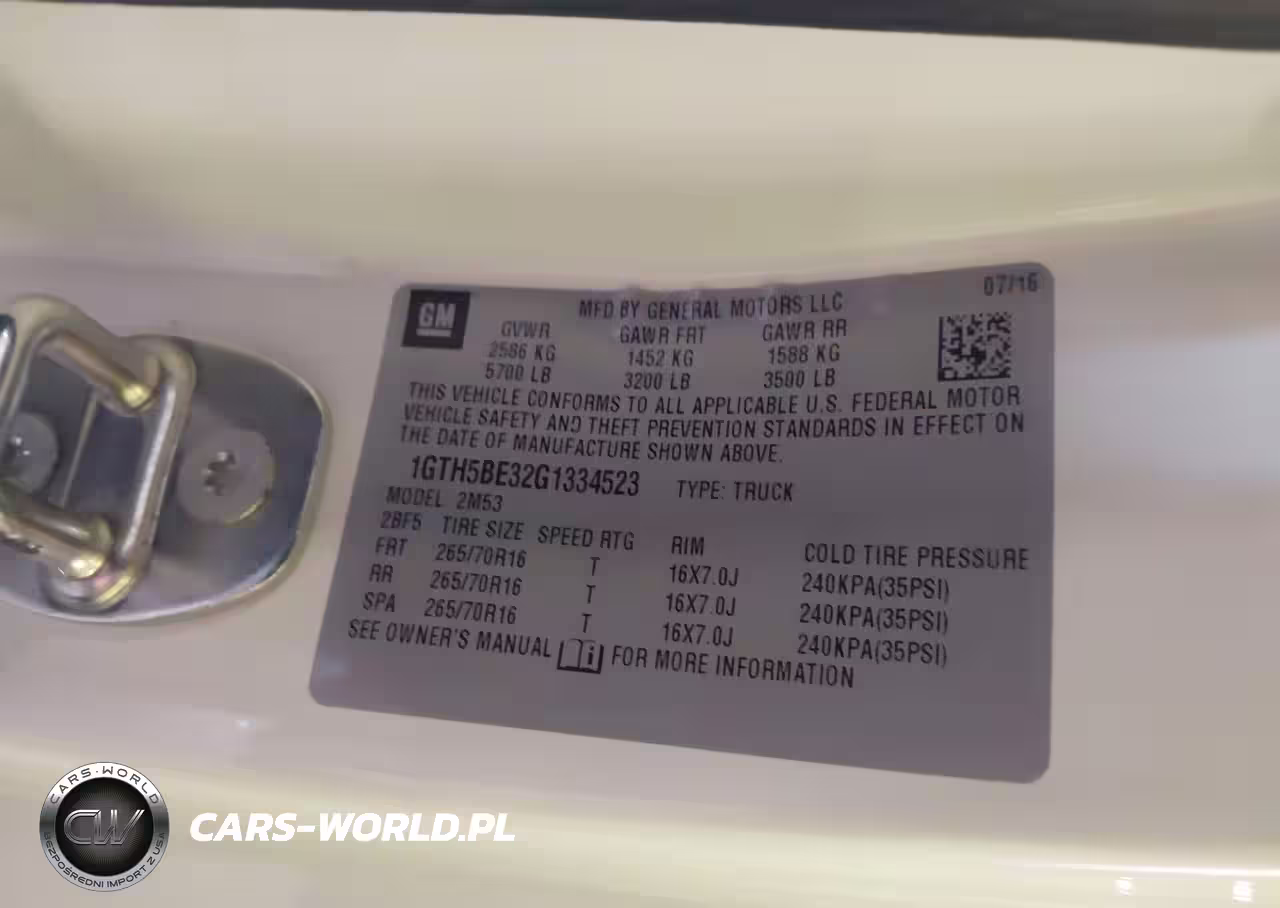 07/16
GM
MFD BY GENERAL MOTORS LLC
GVWR GAWR FRT GAWR RR
2586 KG 1452 KG 1588 KG
5700 LB 3200 LB 3500 LB
THIS VEHICLE CONFORMS TO ALL APPLICABLE U.S. FEDERAL MOTOR
VEHICLE SAFETY AND THEFT PREVENTION STANDARDS IN EFFECT ON
THE DATE OF MANUFACTURE SHOWN ABOVE.
1GTH5BE32G1334523 TYPE: TRUCK
MODEL 2M53
2BF5 TIRE SIZE SPEED RTG RIM COLD TIRE PRESSURE
FRT 265/70R16 T 16X7.0J 240KPA(35PSI)
RR 265/70R16 T 16X7.0J 240KPA(35PSI)
SPA 265/70R16 T 16X7.0J 240KPA(35PSI)
SEE OWNER'S MANUAL FOR MORE INFORMATION
CARS-WORLD
CW
BEZPOŚREDNI IMPORT Z USA
CARS-WORLD.PL